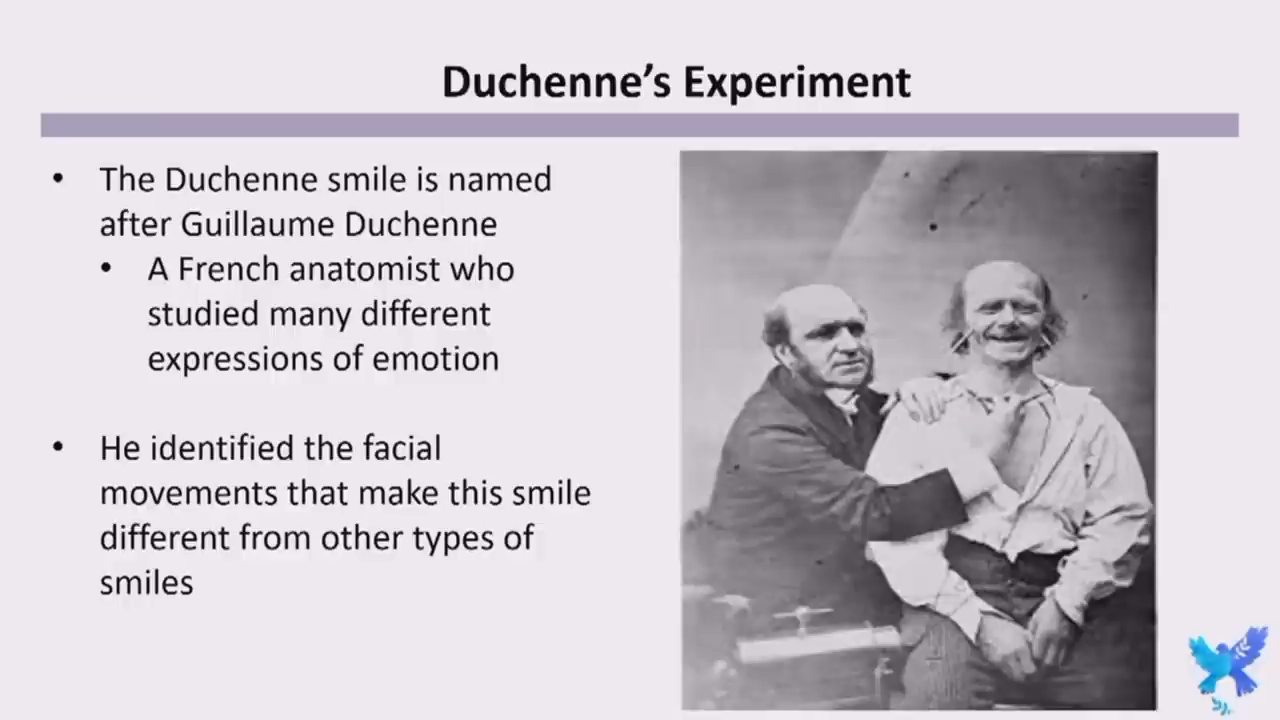 Duchenne’s Experiment
• The Duchenne smile is named
after Guillaume Duchenne
• A French anatomist who
studied many different
expressions of emotion
• He identified the facial
movements that make this smile
different from other types of
smiles